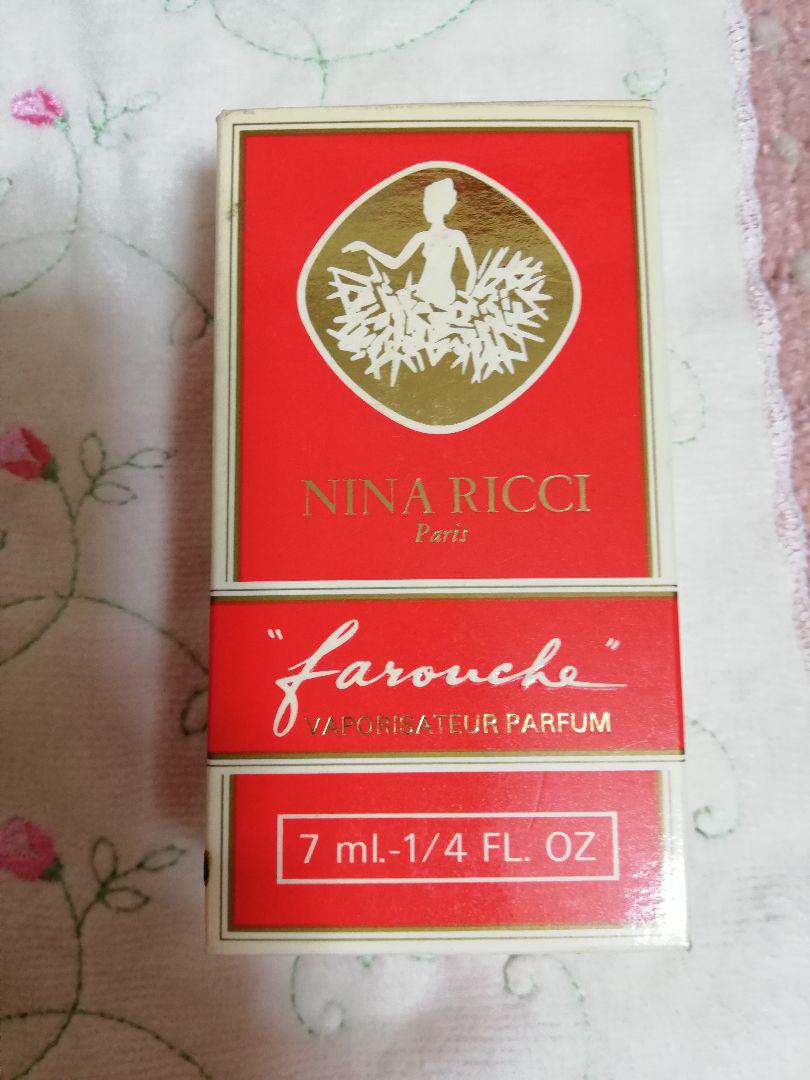 NINA RICCI
Paris
"farouche"
VAPORISATEUR PARFUM
7 ml.-1/4 FL. OZ